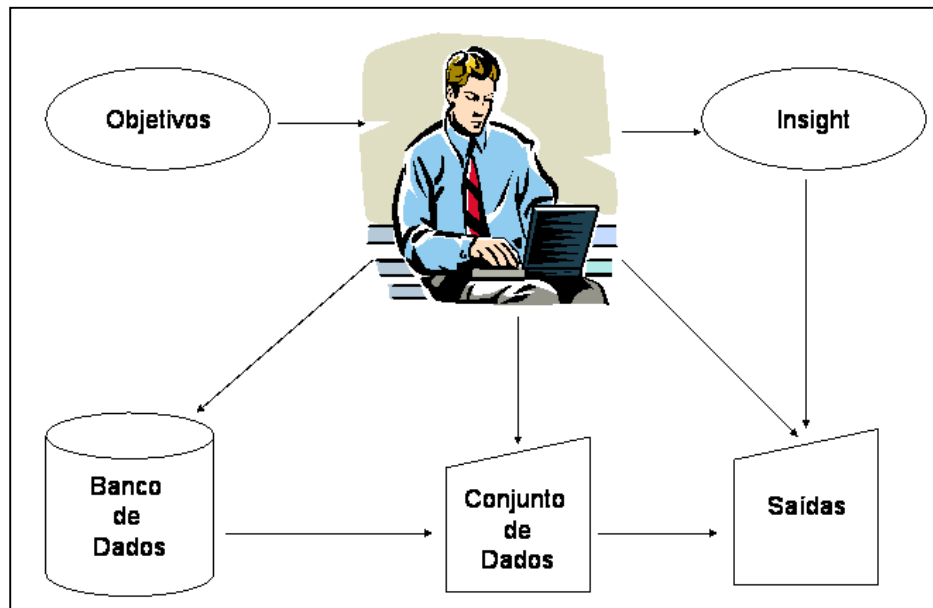 Objetivos
Insight
Banco
de
Dados
Conjunto
de
Dados
Saídas